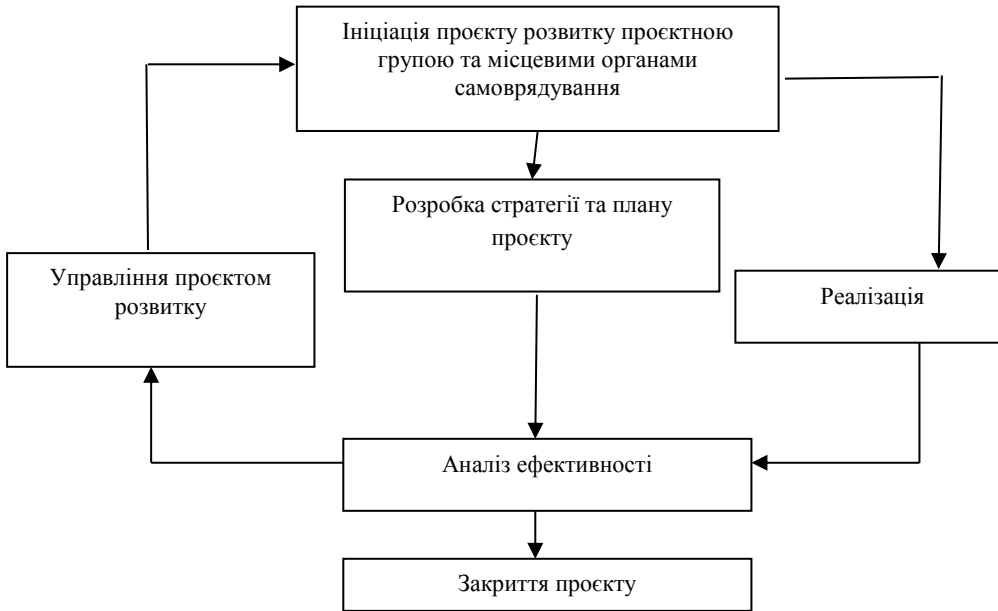 Ініціація проєкту розвитку проєктною
групою та місцевими органами
самоврядування
Розробка стратегії та плану
проєкту
Управління проєктом
розвитку
Реалізація
Аналіз ефективності
Закриття проєкту